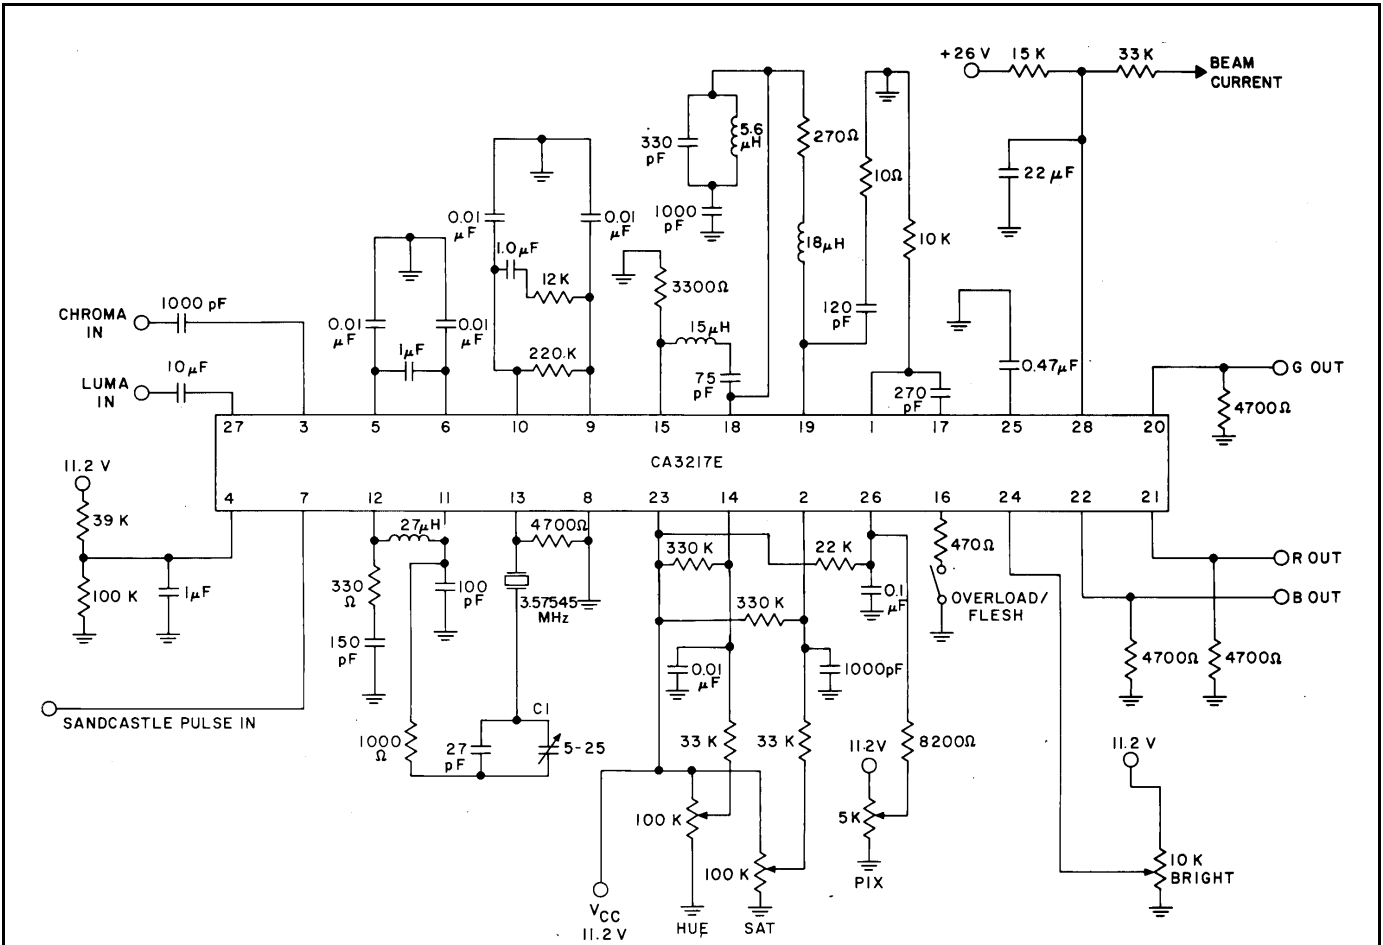 +26 V
15 K
33 K
BEAM
CURRENT
330
pF
5.6
μH
270Ω
10Ω
22 μF
1000
pF
0.01
μF
0.01
μF
1.0μF
12K
220.K
18μH
10K
3300Ω
15μH
75
pF
120
pF
270
pF
0.47μF
CHROMA
IN
1000 pF
LUMA
IN
10μF
0.01
μF
0.01
μF
1μF
G OUT
4700Ω
27 3 5 6 10 9 15 18 19 1 17 25 28 20
CA3217E
4 7 12 11 13 8 23 14 2 26 16 24 22 21
11.2 V
39 K
100 K
1μF
27μH
4700Ω
330
Ω
100
pF
150
pF
3.57545
MHz
330 K
22 K
330 K
0.1
μF
470Ω
OVERLOAD/
FLESH
R OUT
B OUT
4700Ω
4700Ω
0.01
μF
1000pF
SANDCASTLE PULSE IN
1000
Ω
27
pF
C1
5-25
33 K
33 K
11.2V
8200Ω
5K
PIX
100 K
100 K
VCC
11.2 V
HUE
SAT
11.2 V
10 K
BRIGHT